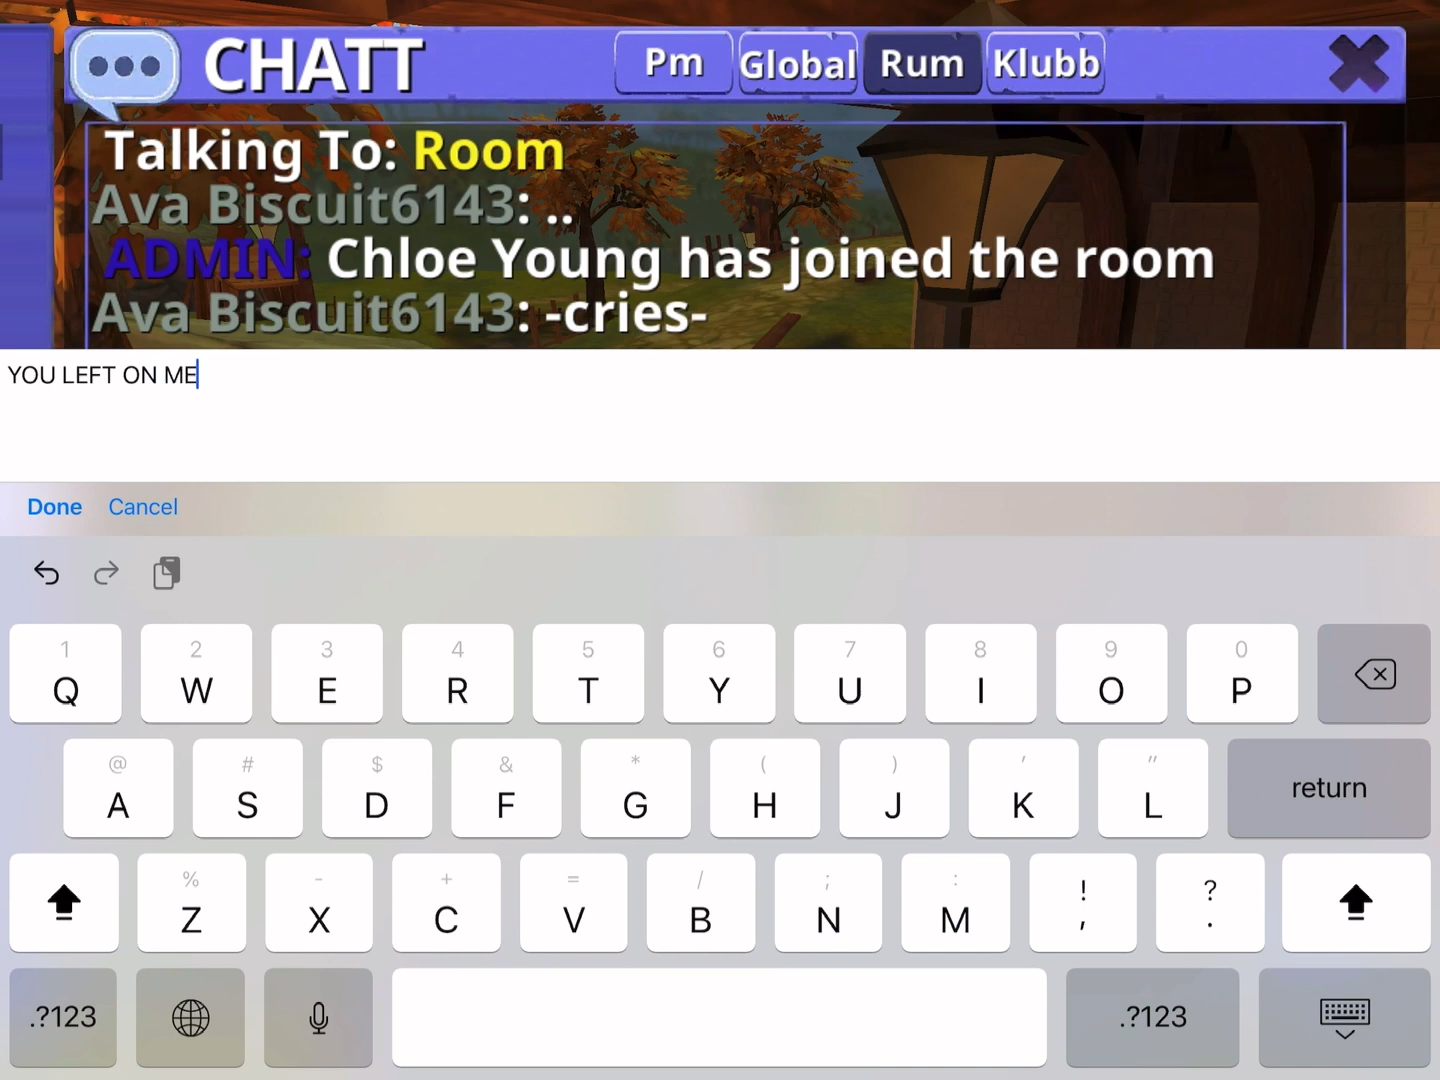 CHATT Pm Global Rum Klubb
Talking To: Room
Ava Biscuit6143: ..
ADMIN: Chloe Young has joined the room
Ava Biscuit6143: -cries-
YOU LEFT ON ME
Done Cancel
1 2 3 4 5 6 7 8 9 0
Q W E R T Y U I O P
@ # $ & * ( ) ' "
A S D F G H J K L return
% - + = / ; : ! ?
Z X C V B N M , .
.?123 .?123